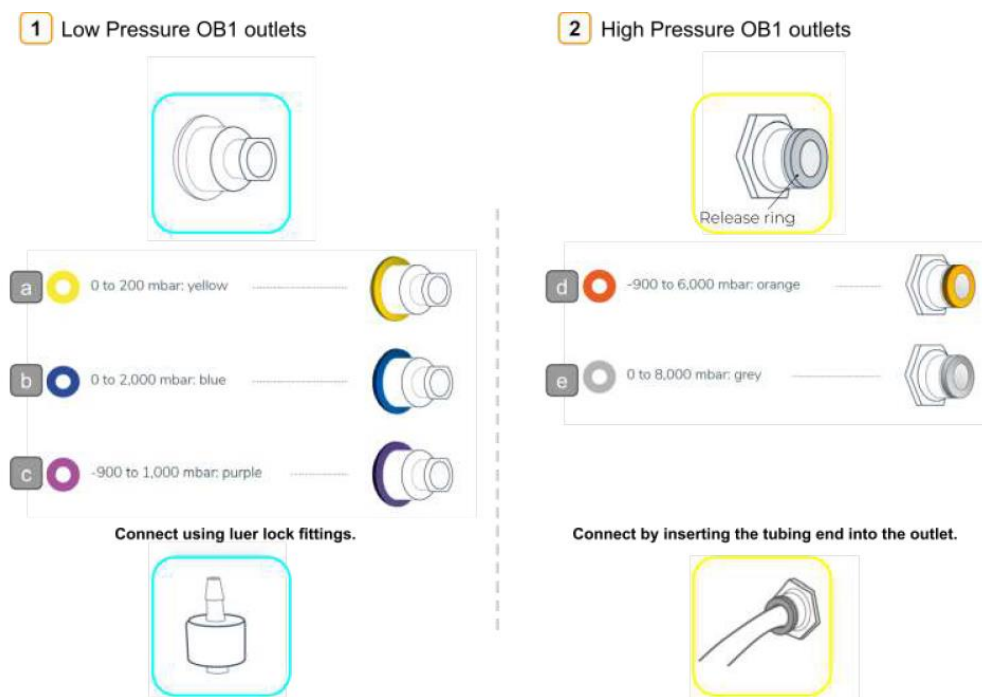 1 Low Pressure OB1 outlets
2 High Pressure OB1 outlets
Release ring
a 0 to 200 mbar: yellow
b 0 to 2,000 mbar: blue
c -900 to 1,000 mbar: purple
Connect using luer lock fittings.
d -900 to 6,000 mbar: orange
e 0 to 8,000 mbar: grey
Connect by inserting the tubing end into the outlet.